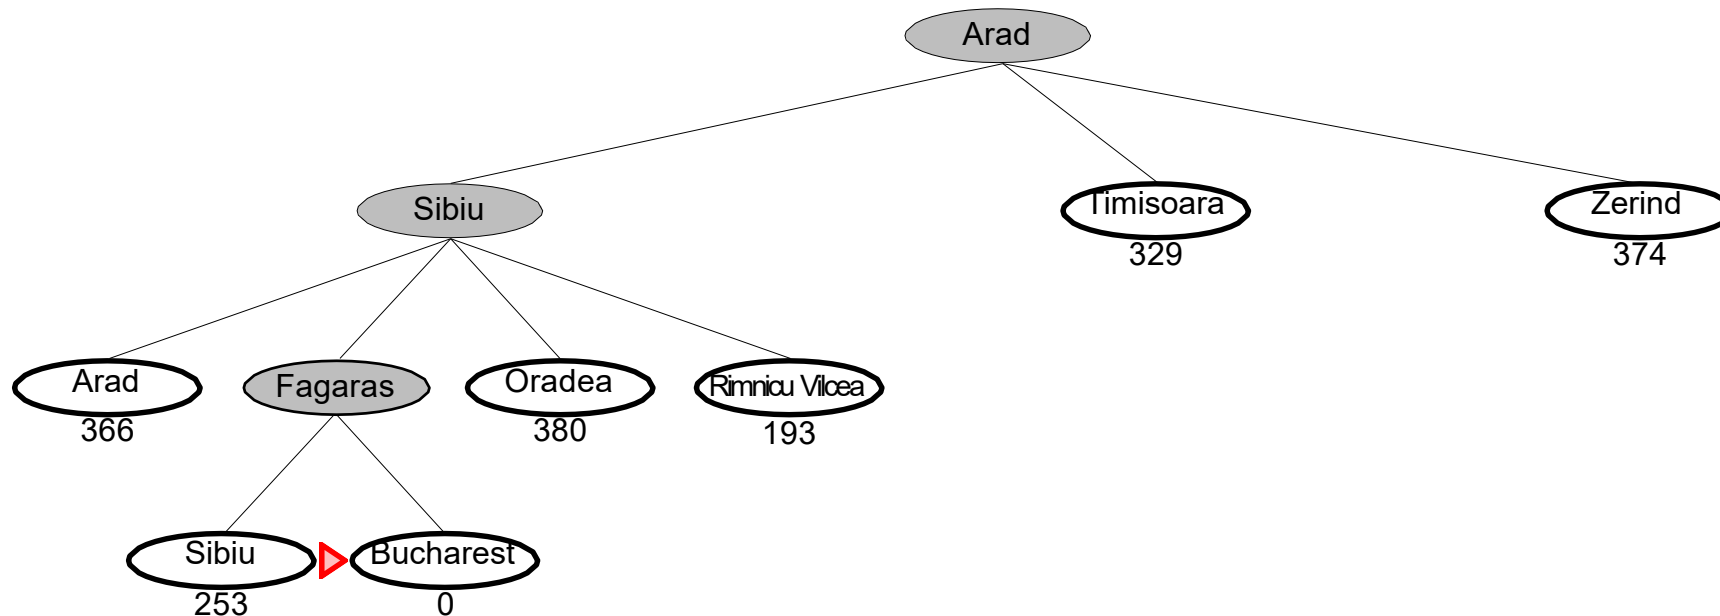 Arad
Sibiu
Timisoara
329
Zerind
374
Arad
366
Fagaras
Oradea
380
Rimnicu Vilcea
193
Sibiu
253
Bucharest
0